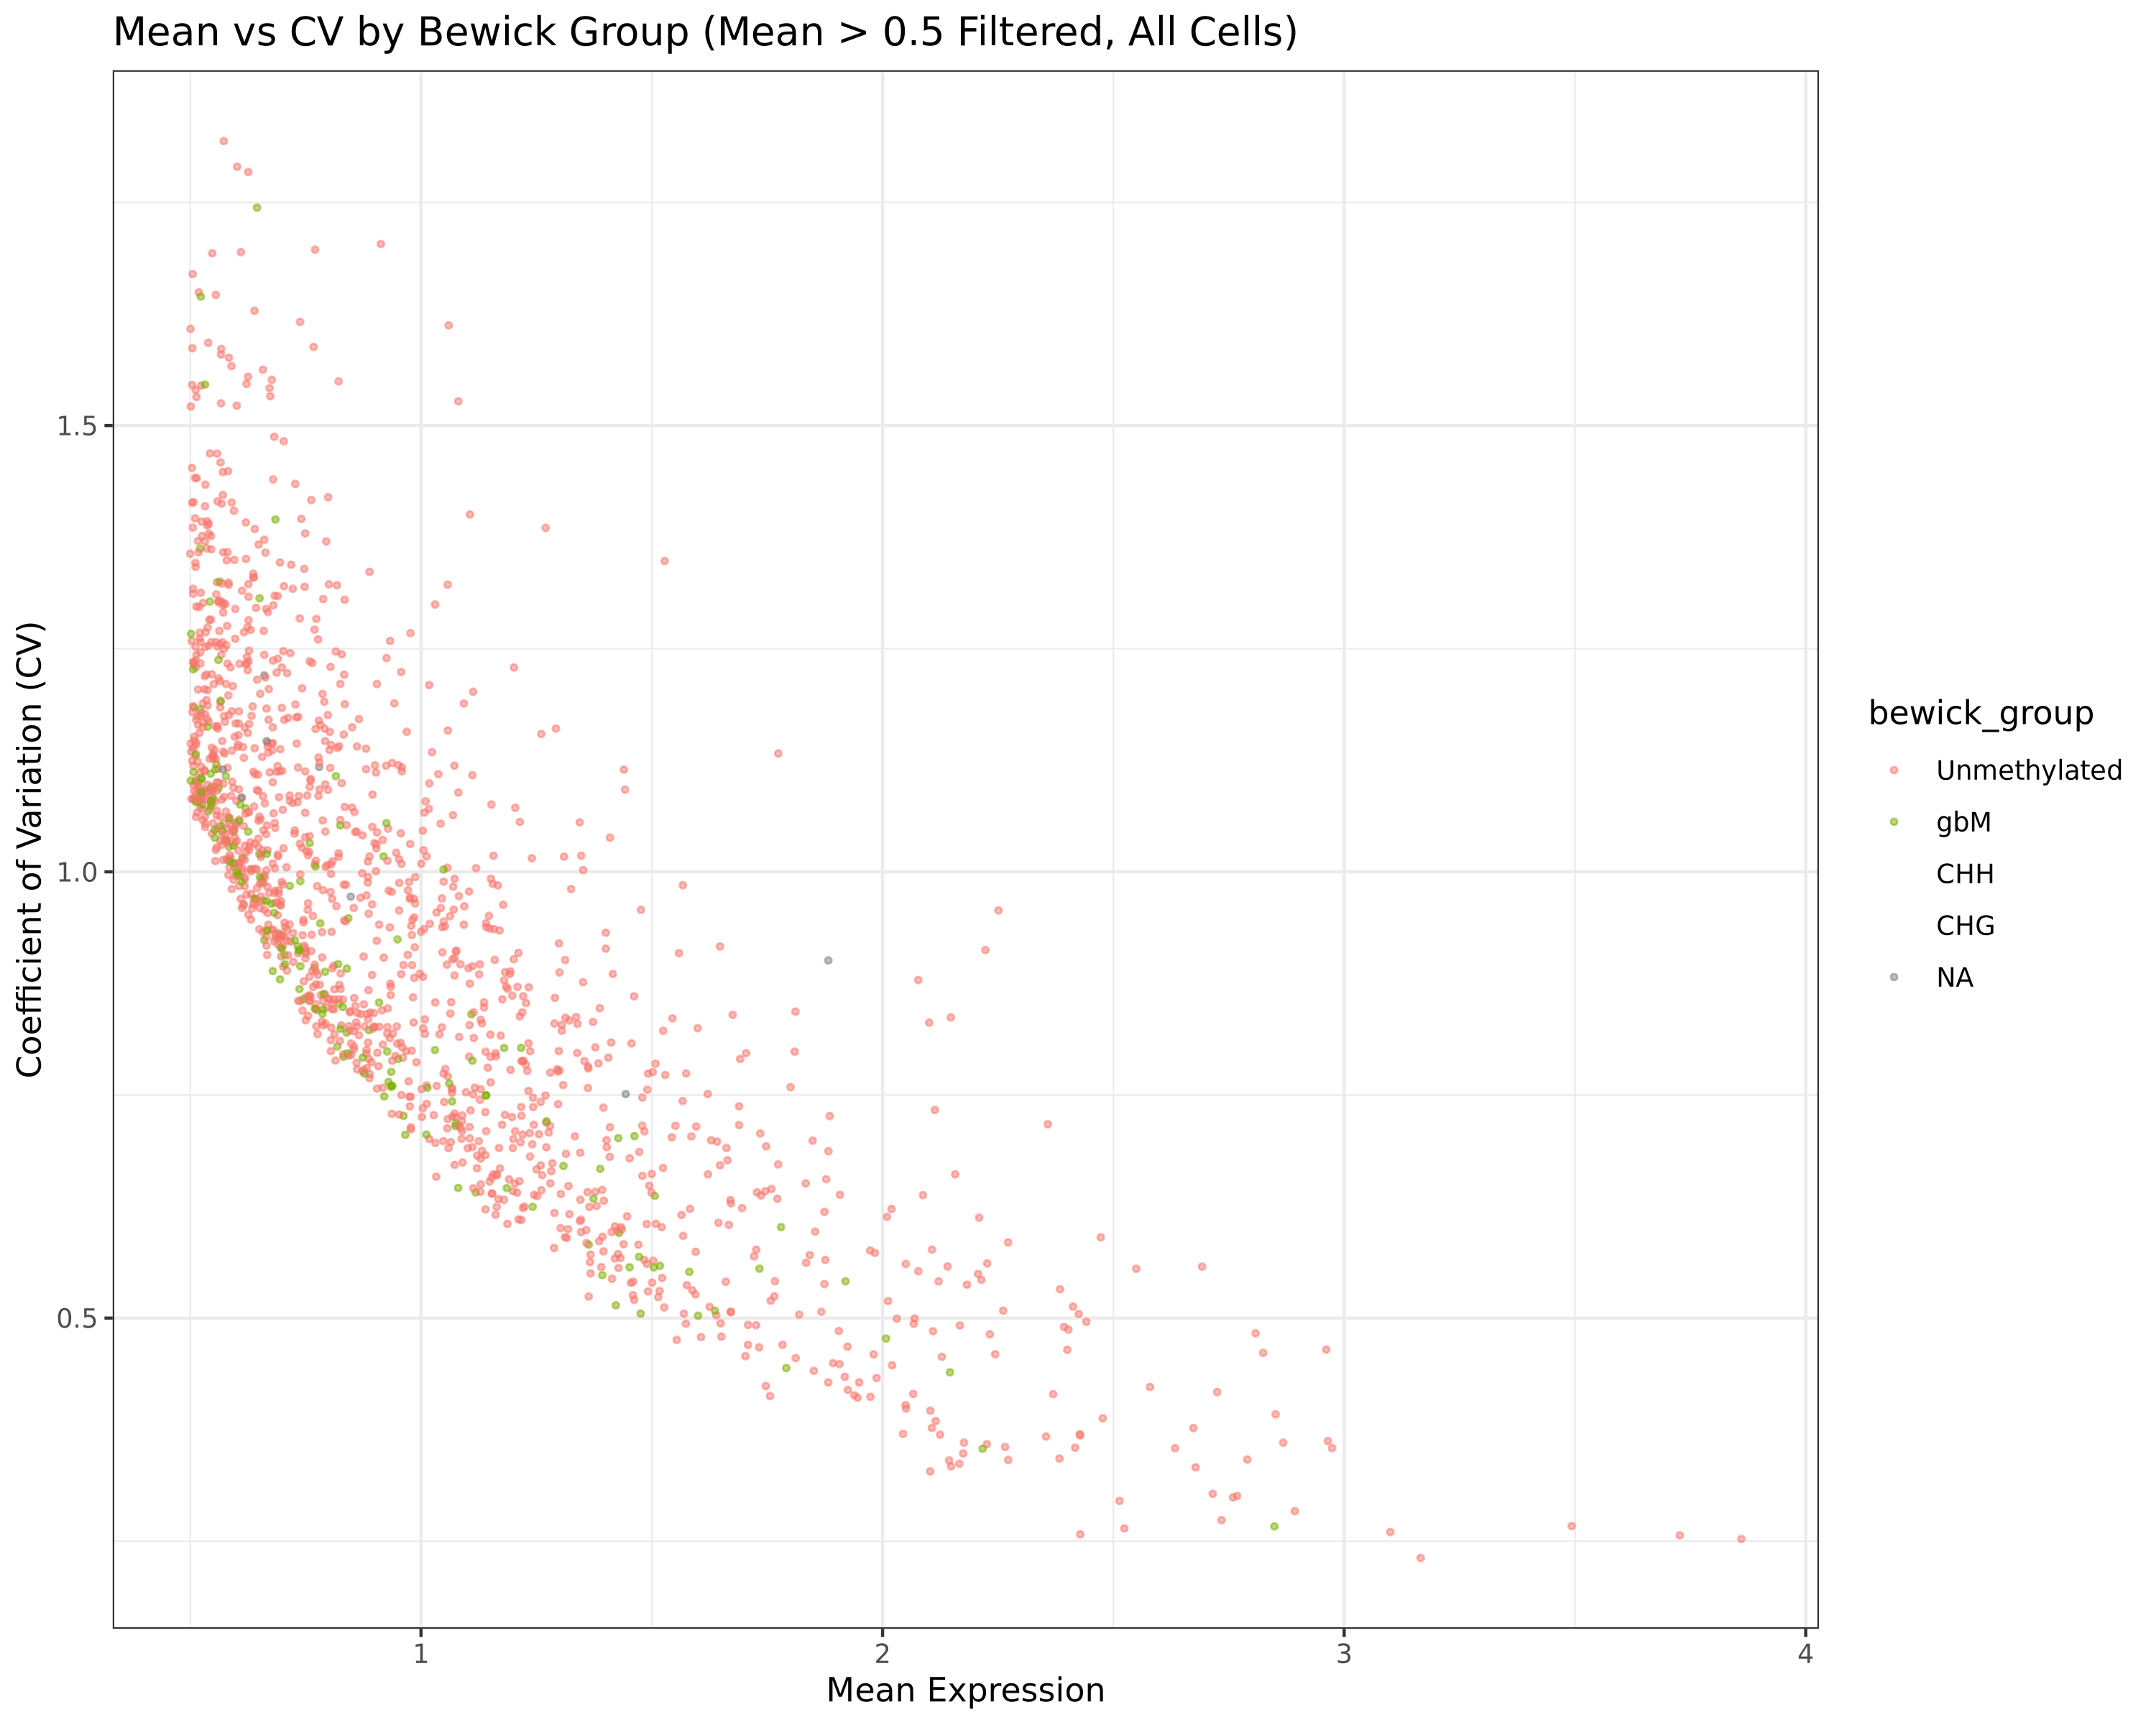 Mean vs CV by Bewick Group (Mean > 0.5 Filtered, All Cells)
Coefficient of Variation (CV)
1.5
1.0
0.5
1 2 3 4
Mean Expression
bewick_group
Unmethylated
gbM
CHH
CHG
NA